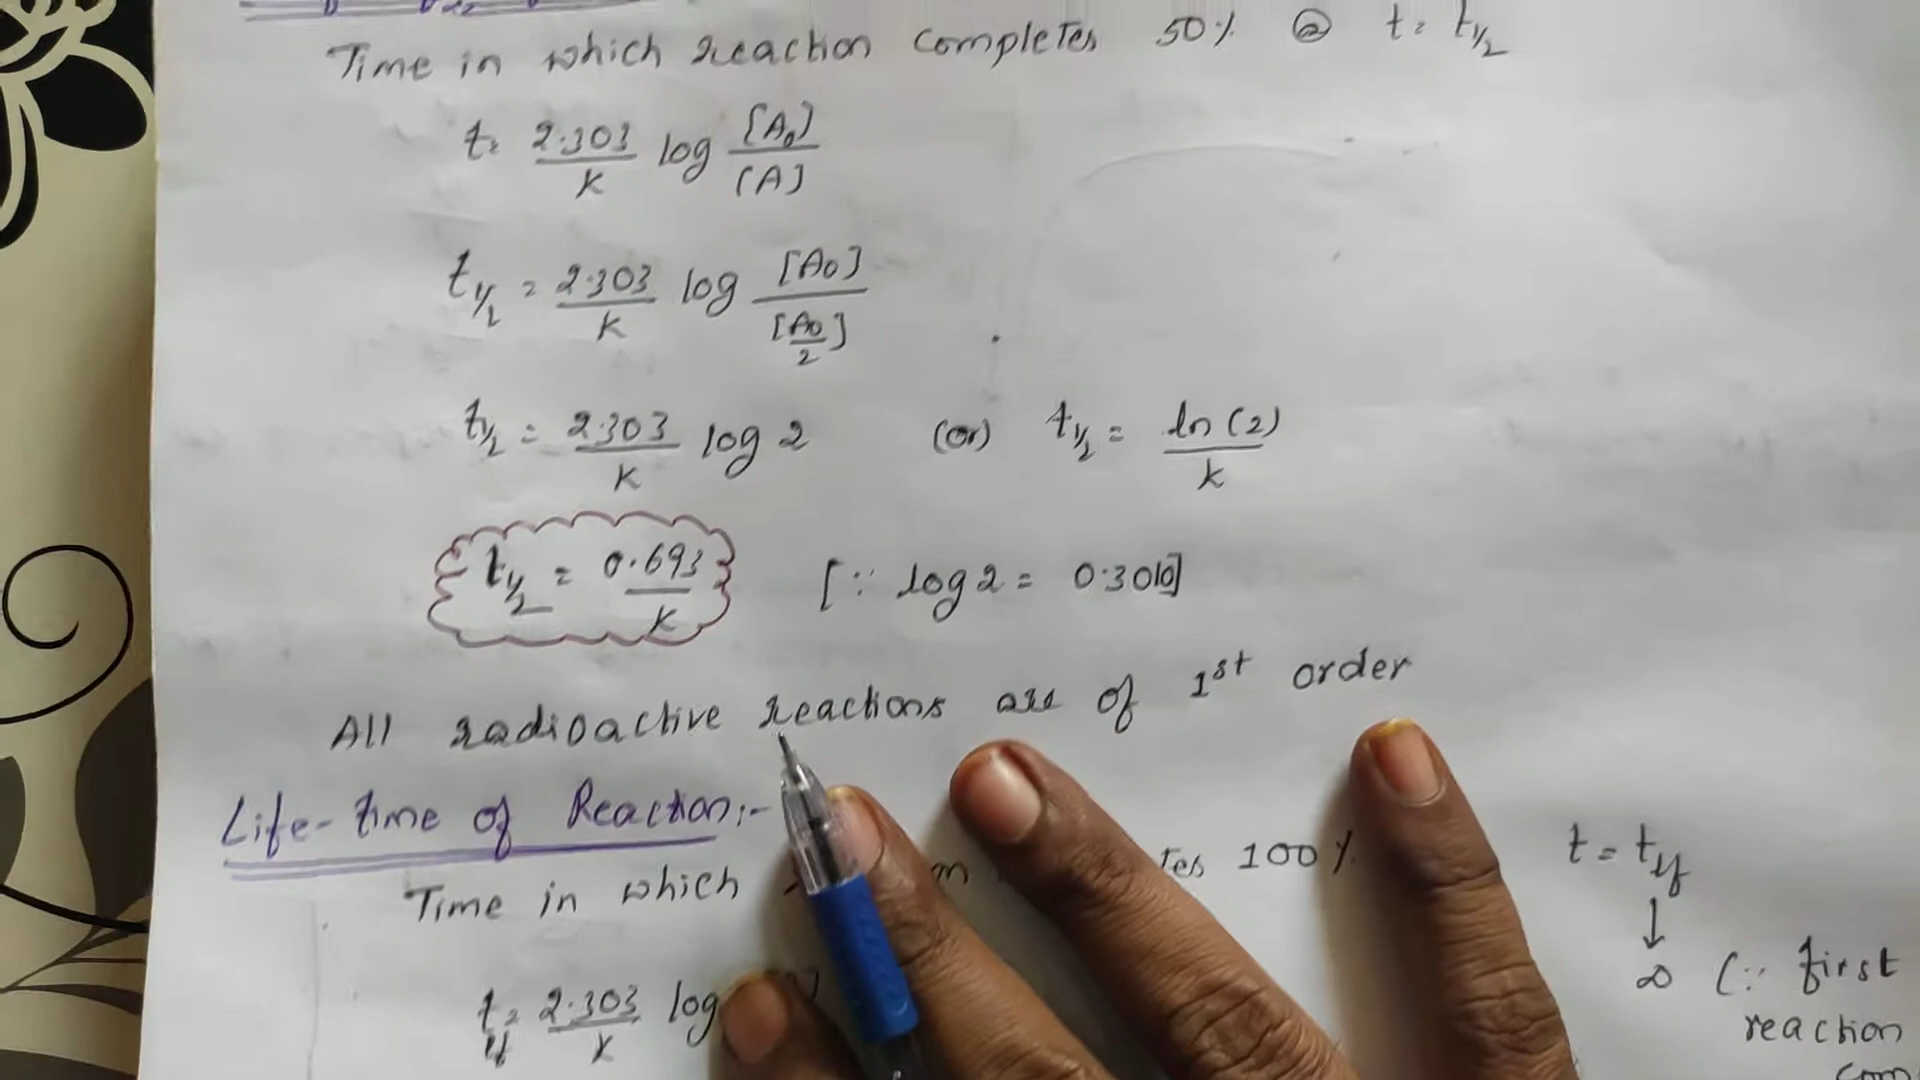 Time in which reaction completes 50% @ t = t1/2
t = 2.303/k log [A0]/[A]
t1/2 = 2.303/k log [A0]/[A0/2]
t1/2 = 2.303/k log 2 (or) t1/2 = ln(2)/k
t1/2 = 0.693/k [∵ log 2 = 0.3010]
All radioactive reactions are of 1st order
Life-time of Reaction:-
Time in which 100% t = tlf
↓
∞ (∵ first
reaction
tlf = 2.303/k log
com